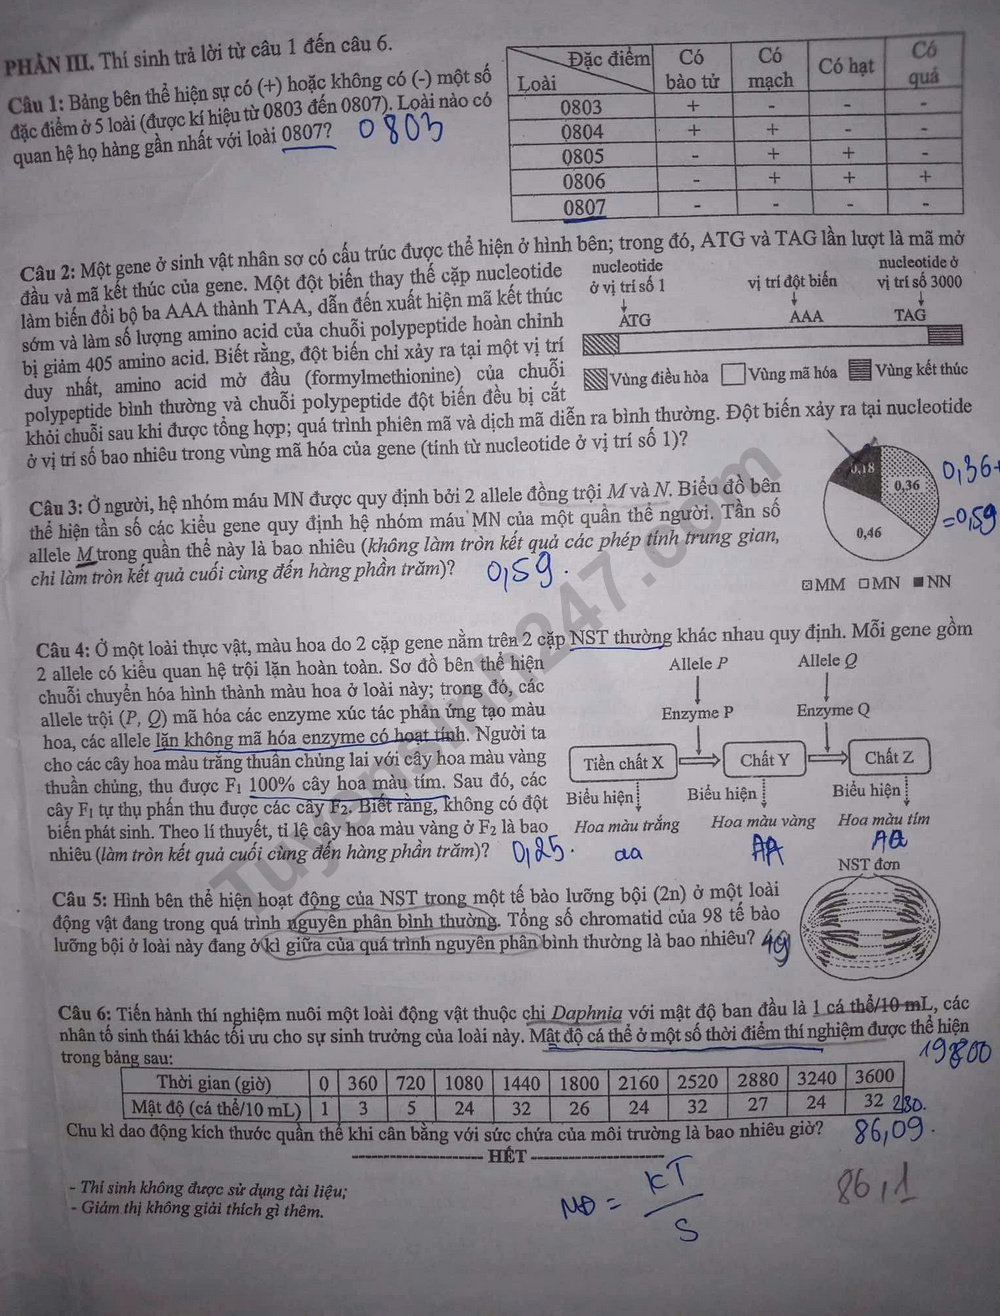 PHẦN III. Thí sinh trả lời từ câu 1 đến câu 6.
Câu 1: Bảng bên thể hiện sự có (+) hoặc không có (-) một số
đặc điểm ở 5 loài (được kí hiệu từ 0803 đến 0807). Loài nào có
quan hệ họ hàng gần nhất với loài 0807? 0803
Đặc điểm Có bào tử Có mạch Có hạt Có quả
Loài
0803 + - - -
0804 + + - -
0805 - + + -
0806 - + + +
0807 - - - -
Câu 2: Một gene ở sinh vật nhân sơ có cấu trúc được thể hiện ở hình bên; trong đó, ATG và TAG lần lượt là mã mở
đầu và mã kết thúc của gene. Một đột biến thay thế cặp nucleotide
làm biến đổi bộ ba AAA thành TAA, dẫn đến xuất hiện mã kết thúc
sớm và làm số lượng amino acid của chuỗi polypeptide hoàn chỉnh
bị giảm 405 amino acid. Biết rằng, đột biến chỉ xảy ra tại một vị trí
duy nhất, amino acid mở đầu (formylmethionine) của chuỗi
polypeptide bình thường và chuỗi polypeptide đột biến đều bị cắt
khỏi chuỗi sau khi được tổng hợp; quá trình phiên mã và dịch mã diễn ra bình thường. Đột biến xảy ra tại nucleotide
ở vị trí số bao nhiêu trong vùng mã hóa của gene (tính từ nucleotide ở vị trí số 1)?
nucleotide
ở vị trí số 1
vị trí đột biến
nucleotide ở
vị trí số 3000
ATG AAA TAG
Vùng điều hòa Vùng mã hóa Vùng kết thúc
Câu 3: Ở người, hệ nhóm máu MN được quy định bởi 2 allele đồng trội M và N. Biểu đồ bên
thể hiện tần số các kiểu gene quy định hệ nhóm máu MN của một quần thể người. Tần số
allele M trong quần thể này là bao nhiêu (không làm tròn kết quả các phép tính trung gian,
chỉ làm tròn kết quả cuối cùng đến hàng phần trăm)? 0,59.
0,18
0,36
0,46
MM MN NN
0,36+
=0,59
Câu 4: Ở một loài thực vật, màu hoa do 2 cặp gene nằm trên 2 cặp NST thường khác nhau quy định. Mỗi gene gồm
2 allele có kiểu quan hệ trội lặn hoàn toàn. Sơ đồ bên thể hiện
chuỗi chuyển hóa hình thành màu hoa ở loài này; trong đó, các
allele trội (P, Q) mã hóa các enzyme xúc tác phản ứng tạo màu
hoa, các allele lặn không mã hóa enzyme có hoạt tính. Người ta
cho các cây hoa màu trắng thuần chủng lai với cây hoa màu vàng
thuần chủng, thu được F1 100% cây hoa màu tím. Sau đó, các
cây F1 tự thụ phấn thu được các cây F2. Biết rằng, không có đột
biến phát sinh. Theo lí thuyết, tỉ lệ cây hoa màu vàng ở F2 là bao
nhiêu (làm tròn kết quả cuối cùng đến hàng phần trăm)? 0,25.
Allele P Allele Q
Enzyme P Enzyme Q
Tiền chất X Chất Y Chất Z
Biểu hiện Biểu hiện Biểu hiện
Hoa màu trắng Hoa màu vàng Hoa màu tím
aa AA Aa
Câu 5: Hình bên thể hiện hoạt động của NST trong một tế bào lưỡng bội (2n) ở một loài
động vật đang trong quá trình nguyên phân bình thường. Tổng số chromatid của 98 tế bào
lưỡng bội ở loài này đang ở kì giữa của quá trình nguyên phân bình thường là bao nhiêu?
NST đơn
Câu 6: Tiến hành thí nghiệm nuôi một loài động vật thuộc chi Daphnia với mật độ ban đầu là 1 cá thể/10 mL, các
nhân tố sinh thái khác tối ưu cho sự sinh trưởng của loài này. Mật độ cá thể ở một số thời điểm thí nghiệm được thể hiện
trong bảng sau:
19800
Thời gian (giờ) 0 360 720 1080 1440 1800 2160 2520 2880 3240 3600
Mật độ (cá thể/10 mL) 1 3 5 24 32 26 24 32 27 24 32
230.
Chu kì dao động kích thước quần thể khi cân bằng với sức chứa của môi trường là bao nhiêu giờ? 86,09.
HẾT
- Thí sinh không được sử dụng tài liệu;
- Giám thị không giải thích gì thêm.
MĐ = KT
S
86,1
Tuyensinh247.com